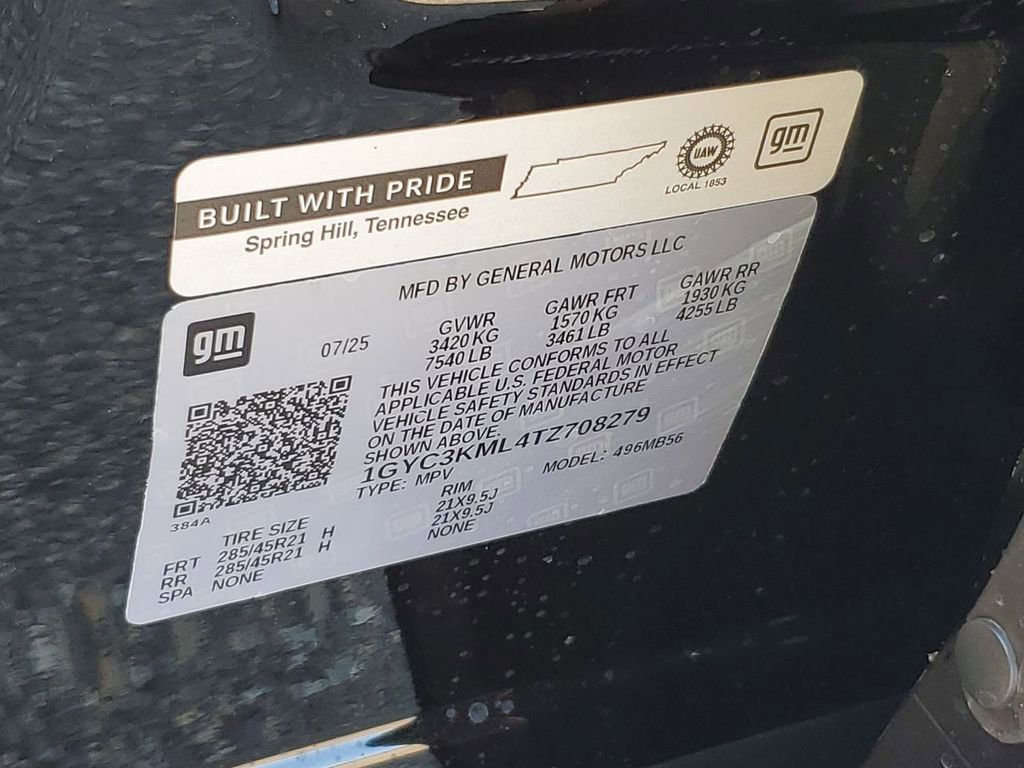 BUILT WITH PRIDE
Spring Hill, Tennessee
UAW
LOCAL 1853
gm
MFD BY GENERAL MOTORS LLC
gm
07/25
GVWR
3420 KG
7540 LB
GAWR FRT
1570 KG
3461 LB
GAWR RR
1930 KG
4255 LB
THIS VEHICLE CONFORMS TO ALL
APPLICABLE U.S. FEDERAL MOTOR
VEHICLE SAFETY STANDARDS IN EFFECT
ON THE DATE OF MANUFACTURE
SHOWN ABOVE.
1GYC3KML4TZ708279
TYPE: MPV MODEL: 496MB56
384A
TIRE SIZE RIM
FRT 285/45R21 H 21X9.5J
RR 285/45R21 H 21X9.5J
SPA NONE NONE